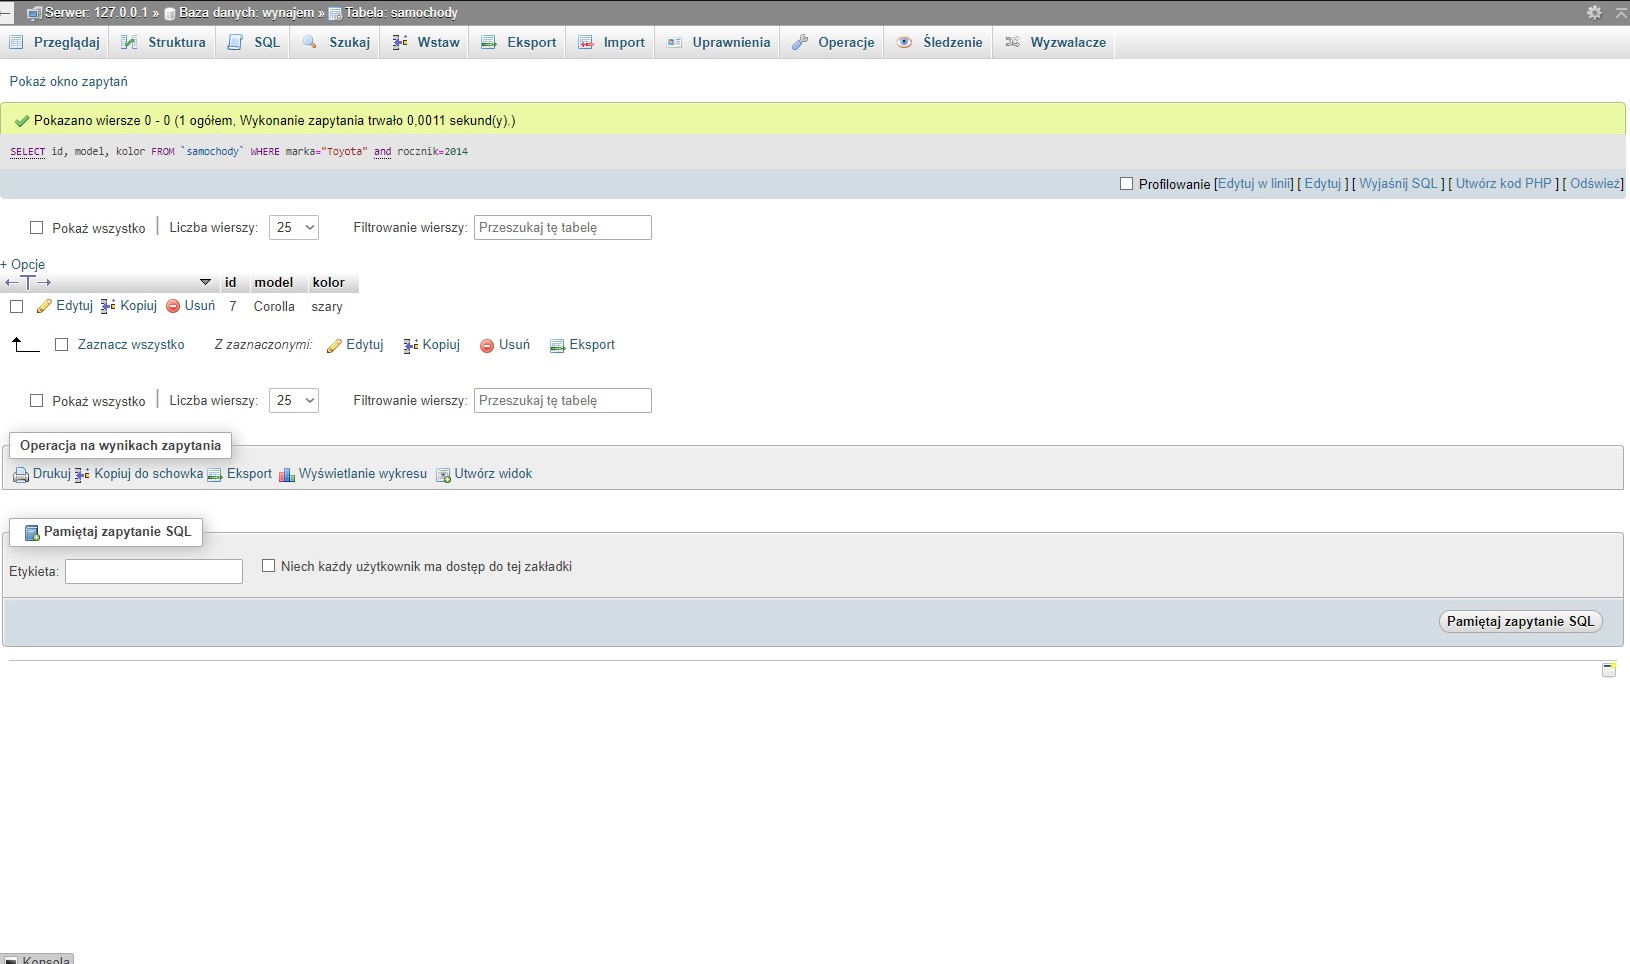 Serwer: 127.0.0.1 » Baza danych: wynajem » Tabela: samochody
Przeglądaj Struktura SQL Szukaj Wstaw Eksport Import Uprawnienia Operacje Śledzenie Wyzwalacze
Pokaż okno zapytań
Pokazano wiersze 0 - 0 (1 ogółem, Wykonanie zapytania trwało 0,0011 sekund(y).)
SELECT id, model, kolor FROM `samochody` WHERE marka="Toyota" and rocznik=2014
Profilowanie [Edytuj w linii] [ Edytuj ] [ Wyjaśnij SQL ] [ Utwórz kod PHP ] [ Odśwież]
Pokaż wszystko Liczba wierszy: 25 Filtrowanie wierszy: Przeszukaj tę tabelę
+ Opcje
←T→ id model kolor
Edytuj Kopiuj Usuń 7 Corolla szary
Zaznacz wszystko Z zaznaczonymi: Edytuj Kopiuj Usuń Eksport
Pokaż wszystko Liczba wierszy: 25 Filtrowanie wierszy: Przeszukaj tę tabelę
Operacja na wynikach zapytania
Drukuj Kopiuj do schowka Eksport Wyświetlanie wykresu Utwórz widok
Pamiętaj zapytanie SQL
Etykieta: Niech każdy użytkownik ma dostęp do tej zakładki
Pamiętaj zapytanie SQL
Konsola